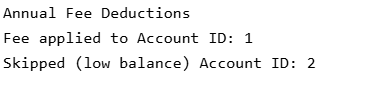 Annual Fee Deductions
Fee applied to Account ID: 1
Skipped (low balance) Account ID: 2